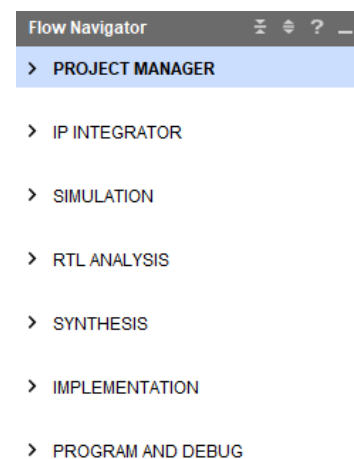 Flow Navigator ?
PROJECT MANAGER
IP INTEGRATOR
SIMULATION
RTL ANALYSIS
SYNTHESIS
IMPLEMENTATION
PROGRAM AND DEBUG